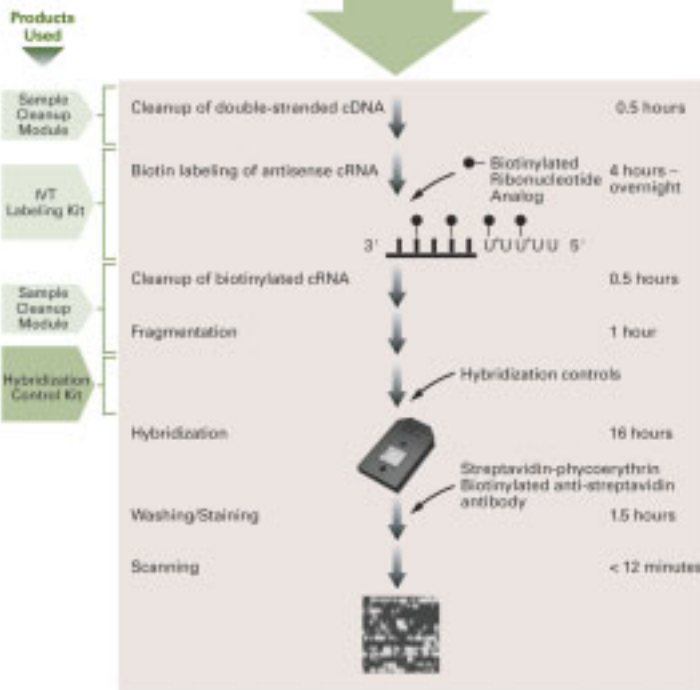 Products
Used
Sample
Cleanup
Module
Cleanup of double-stranded cDNA
0.5 hours
IVT
Labeling Kit
Biotin labeling of antisense cRNA
Biotinylated
Ribonucleotide
Analog
4 hours –
overnight
3' UUUUU 5'
Sample
Cleanup
Module
Cleanup of biotinylated cRNA
0.5 hours
Fragmentation
1 hour
Hybridization
Control Kit
Hybridization controls
Hybridization
16 hours
Streptavidin-phycoerythrin
Biotinylated anti-streptavidin
antibody
Washing/Staining
1.5 hours
Scanning
< 12 minutes